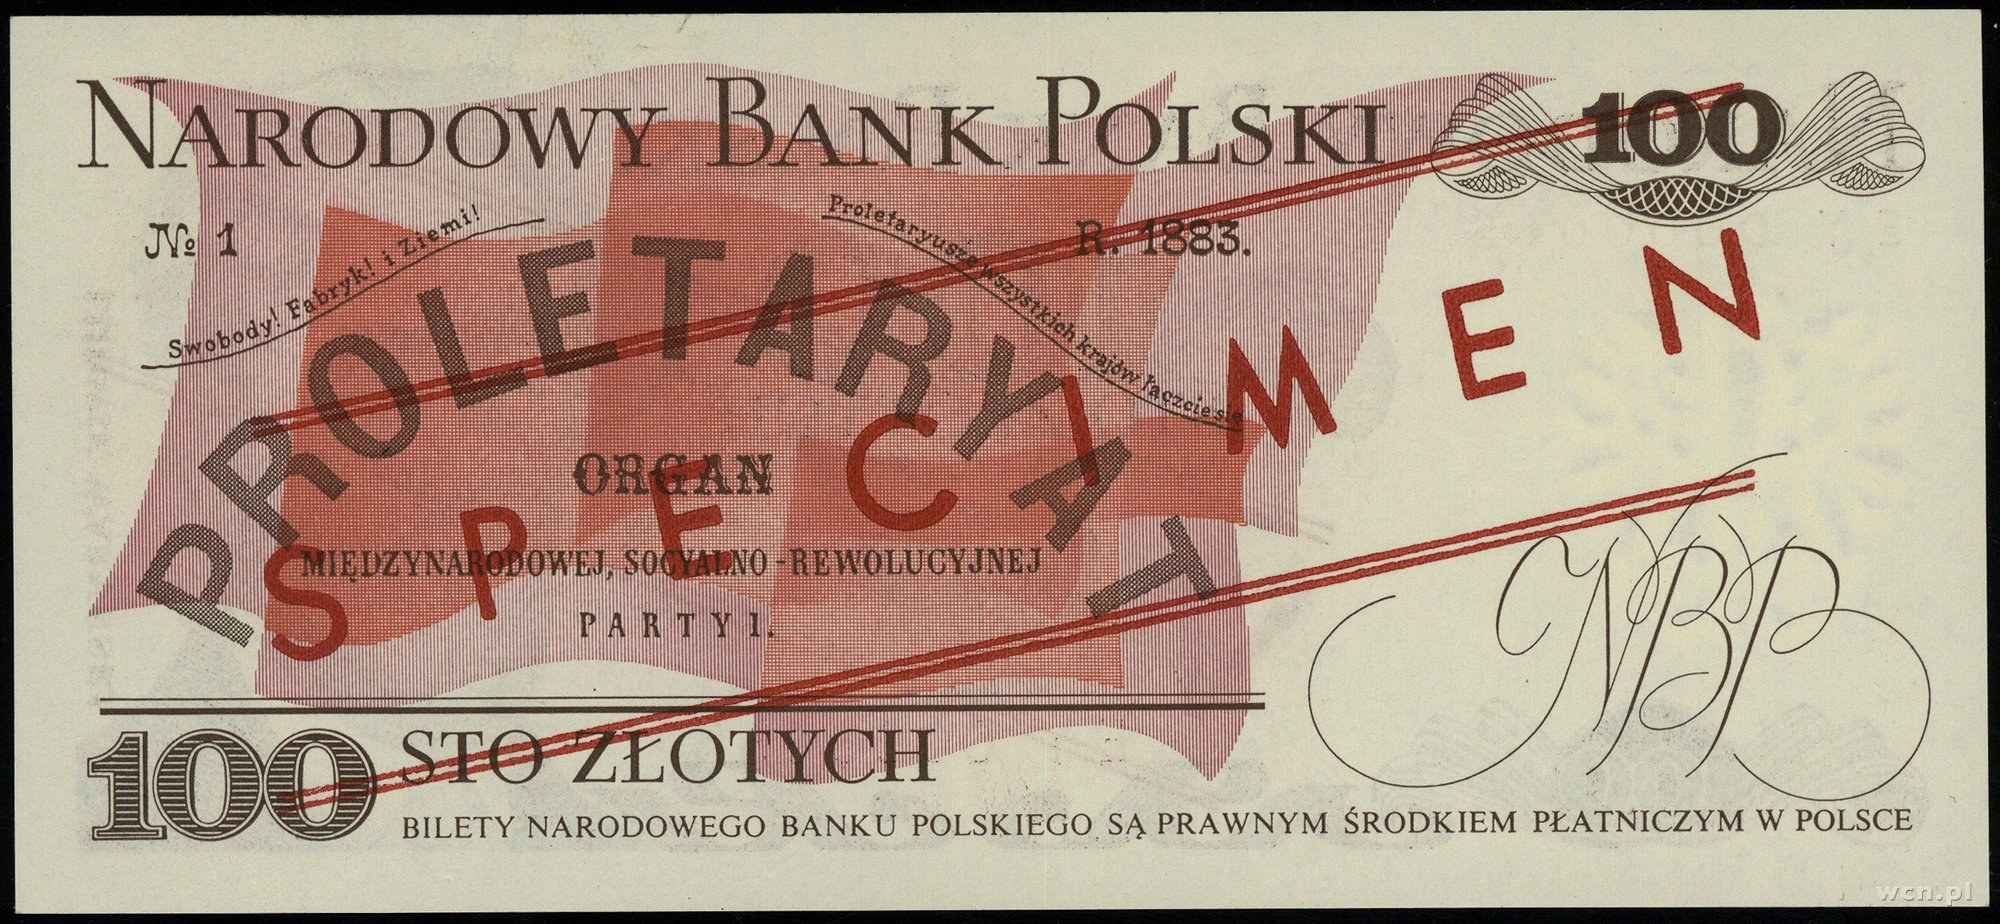 NARODOWY BANK POLSKI
100
№ 1
Swobody! Fabryk! i Ziemi!
Proletaryusze wszystkich krajów łączcie się
R. 1883.
PROLETARYAT
ORGAN
MIĘDZYNARODOWEJ, SOCYALNO-REWOLUCYJNEJ
PARTYI.
SPECIMEN
NBP
100 STO ZŁOTYCH
BILETY NARODOWEGO BANKU POLSKIEGO SĄ PRAWNYM ŚRODKIEM PŁATNICZYM W POLSCE
wcn.pl